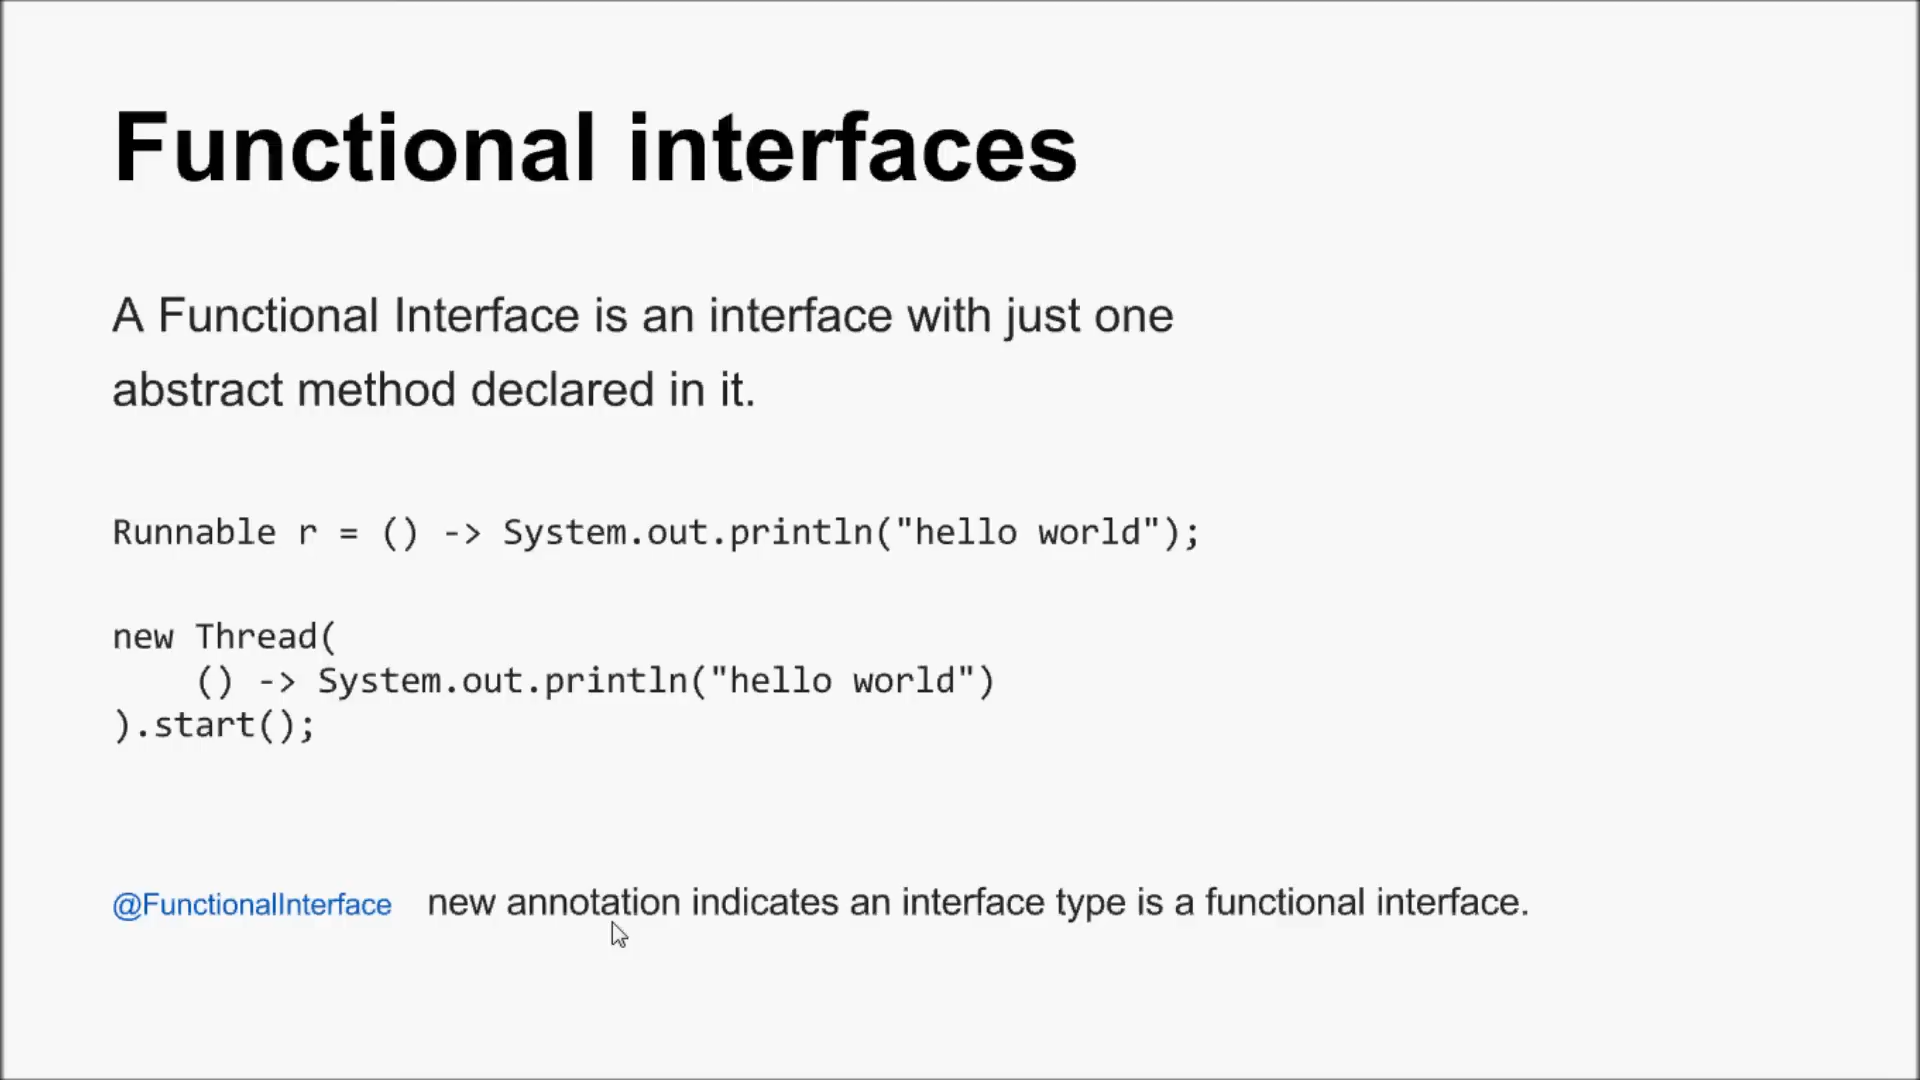 Functional interfaces
A Functional Interface is an interface with just one
abstract method declared in it.
Runnable r = () -> System.out.println("hello world");
new Thread(
    () -> System.out.println("hello world")
).start();
@FunctionalInterface new annotation indicates an interface type is a functional interface.